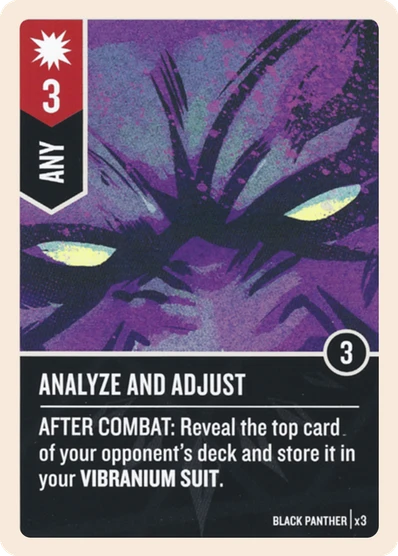 3
ANY
3
ANALYZE AND ADJUST
AFTER COMBAT: Reveal the top card
of your opponent's deck and store it in
your VIBRANIUM SUIT.
BLACK PANTHER | x3